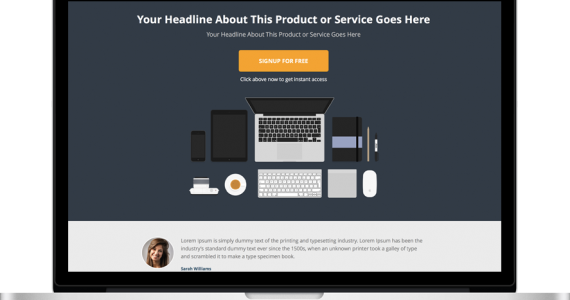 Your Headline About This Product or Service Goes Here
Your Headline About This Product or Service Goes Here
SIGNUP FOR FREE
Click above now to get instant access
Lorem Ipsum is simply dummy text of the printing and typesetting industry. Lorem Ipsum has been the
industry's standard dummy text ever since the 1500s, when an unknown printer took a galley of type
and scrambled it to make a type specimen book.
Sarah Williams